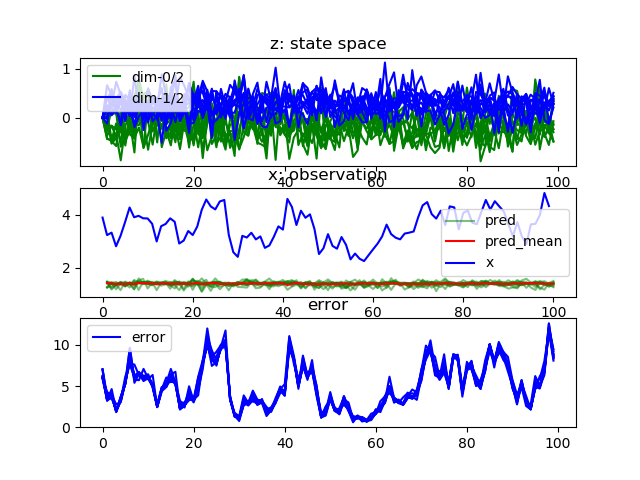 z: state space
1
0
dim-0/2
dim-1/2
0 20 40 60 80 100
x: observation
4
2
pred
pred_mean
x
0 20 40 60 80 100
error
10
5
0
error
0 20 40 60 80 100